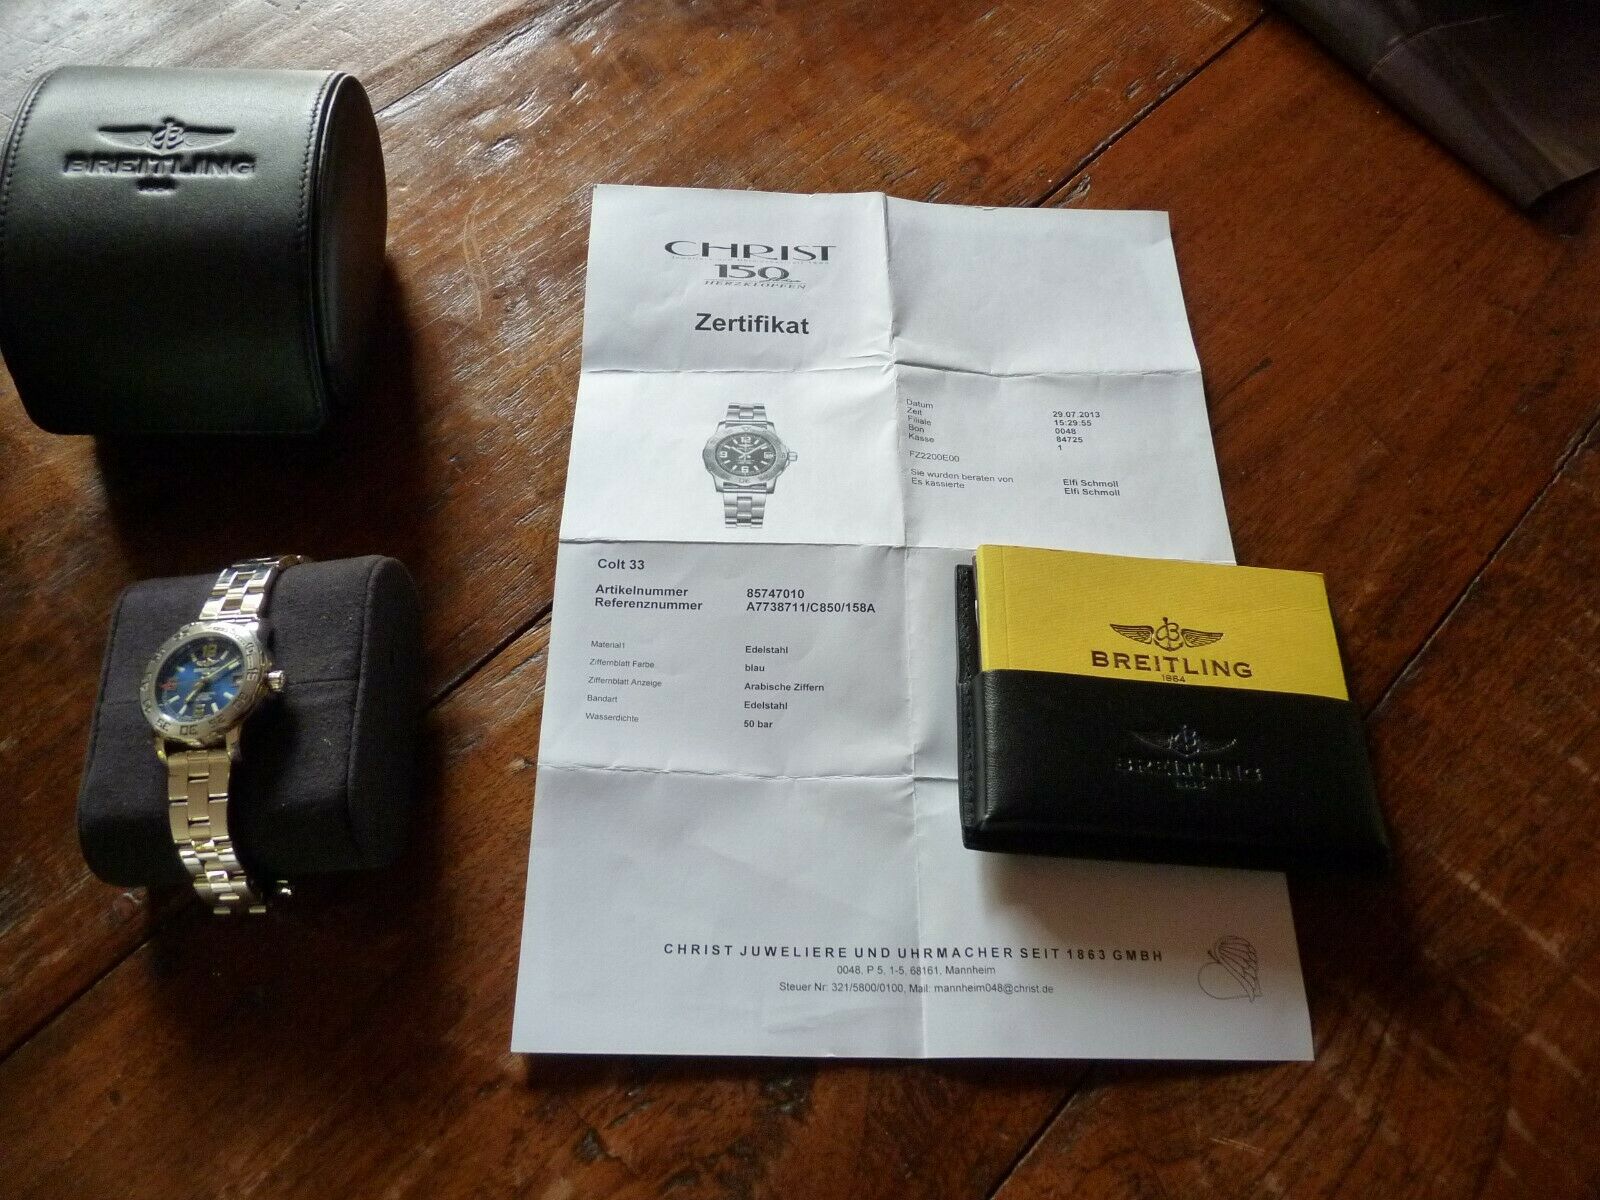 BREITLING
CHRIST
150
HERZKLOPFEN
Zertifikat
Datum 29.07.2013
Zeit 15:29:55
Filiale 0048
Bon 84725
Kasse 1
FZ2200E00
Sie wurden beraten von Elfi Schmoll
Es kassierte Elfi Schmoll
Colt 33
Artikelnummer 85747010
Referenznummer A7738711/C850/158A
Material1 Edelstahl
Ziffernblatt Farbe blau
Ziffernblatt Anzeige Arabische Ziffern
Bandart Edelstahl
Wasserdichte 50 bar
BREITLING
1884
BREITLING
1884
CHRIST JUWELIERE UND UHRMACHER SEIT 1863 GMBH
0048, P 5, 1-5, 68161, Mannheim
Steuer Nr: 321/5800/0100, Mail: mannheim048@christ.de